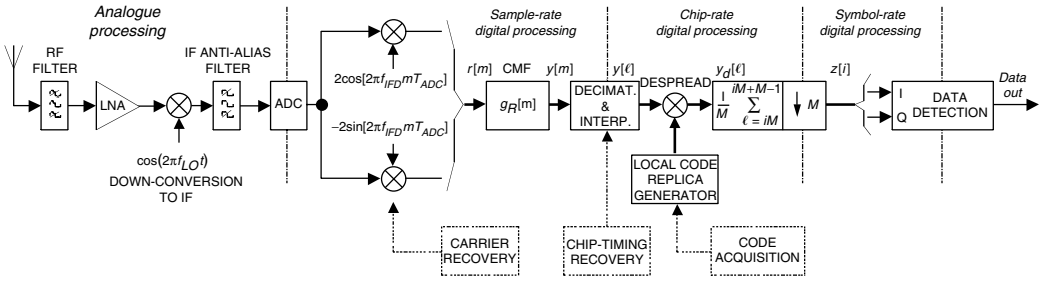 Analogue
processing
Sample-rate
digital processing
Chip-rate
digital processing
Symbol-rate
digital processing
RF
FILTER
LNA
IF ANTI-ALIAS
FILTER
ADC
cos(2πf_LO t)
DOWN-CONVERSION
TO IF
2cos[2πf_IFD mT_ADC]
−2sin[2πf_IFD mT_ADC]
r[m]
CMF
y[m]
g_R[m]
y[ℓ]
DECIMAT.
&
INTERP.
DESPREAD
y_d[ℓ]
1/M ∑ iM+M−1
ℓ = iM
↓ M
z[i]
I
Q
DATA
DETECTION
Data
out
LOCAL CODE
REPLICA
GENERATOR
CARRIER
RECOVERY
CHIP-TIMING
RECOVERY
CODE
ACQUISITION